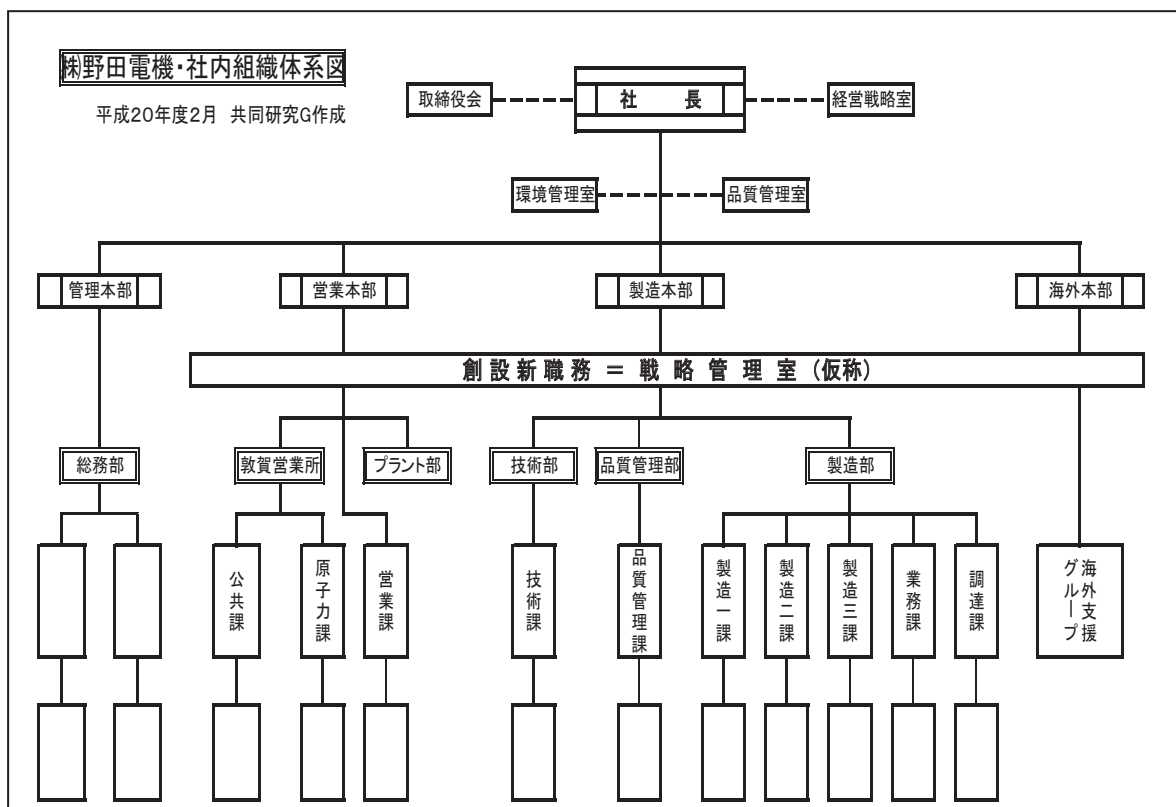 ㈱野田電機・社内組織体系図
平成20年度2月 共同研究G作成
取締役会
社 長
経営戦略室
環境管理室
品質管理室
管理本部
営業本部
製造本部
海外本部
創設新職務 = 戦略管理室(仮称)
総務部
敦賀営業所
プラント部
技術部
品質管理部
製造部
公共課
原子力課
営業課
技術課
品質管理課
製造一課
製造二課
製造三課
業務課
調達課
海外支援
グループ